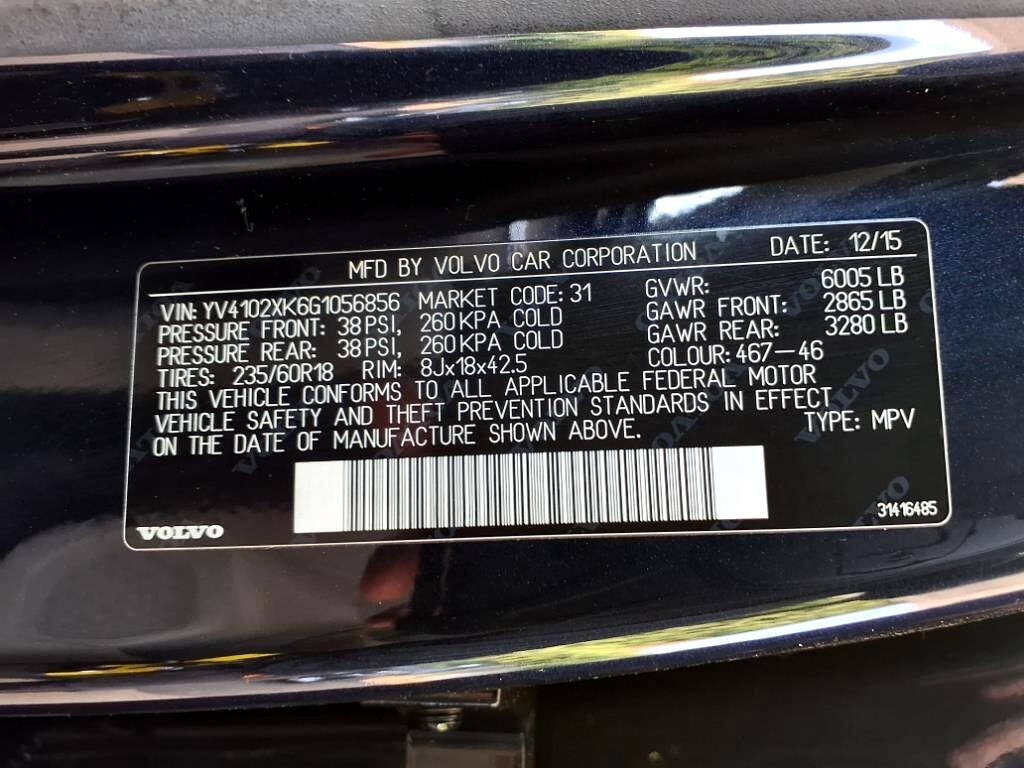 MFD BY VOLVO CAR CORPORATION DATE: 12/15
VIN: YV4102XK6G1056856 MARKET CODE: 31 GVWR: 6005 LB
PRESSURE FRONT: 38 PSI, 260 KPA COLD GAWR FRONT: 2865 LB
PRESSURE REAR: 38 PSI, 260 KPA COLD GAWR REAR: 3280 LB
TIRES: 235/60R18 RIM: 8Jx18x42.5 COLOUR: 467-46
THIS VEHICLE CONFORMS TO ALL APPLICABLE FEDERAL MOTOR
VEHICLE SAFETY AND THEFT PREVENTION STANDARDS IN EFFECT
ON THE DATE OF MANUFACTURE SHOWN ABOVE. TYPE: MPV
VOLVO 31416485